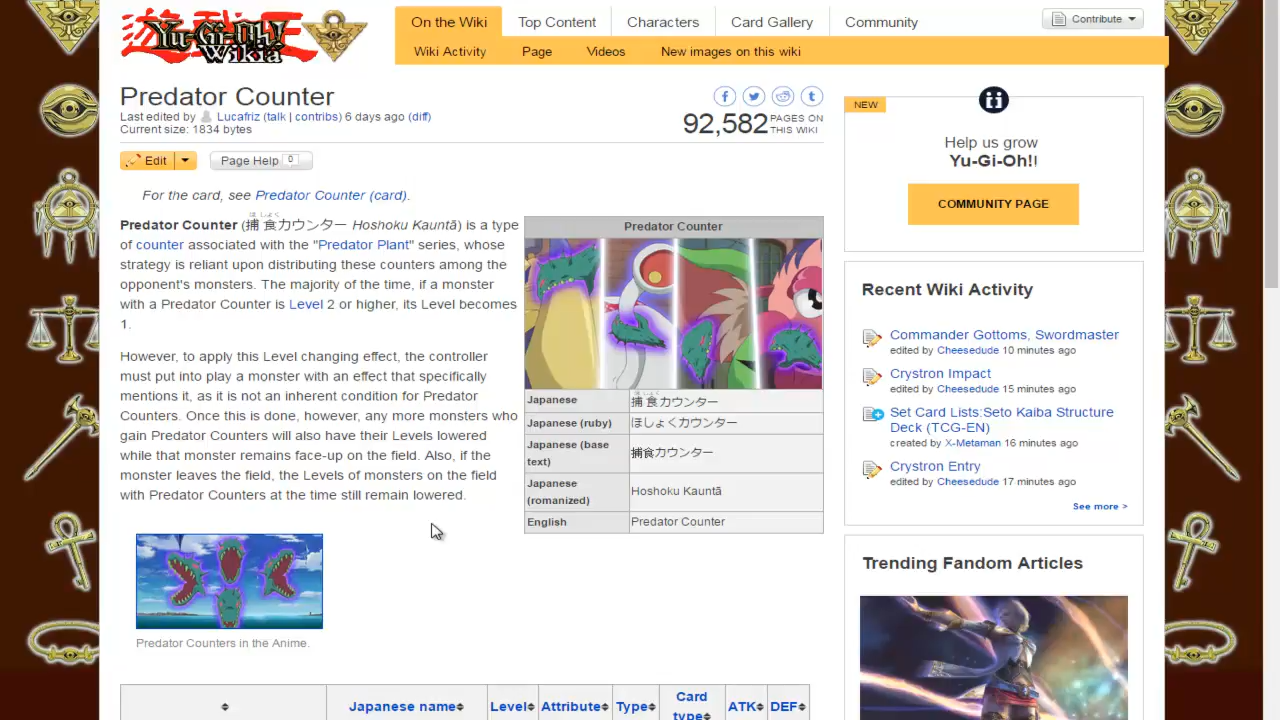 遊戯王
Yu-Gi-Oh!
Wikia
On the Wiki
Top Content
Characters
Card Gallery
Community
Contribute
Wiki Activity
Page
Videos
New images on this wiki
Predator Counter
Last edited by Lucafriz (talk | contribs) 6 days ago (diff)
Current size: 1834 bytes
92,582 PAGES ON THIS WIKI
Edit
Page Help 0
For the card, see Predator Counter (card).
Predator Counter (捕食カウンター Hoshoku Kauntā) is a type
of counter associated with the "Predator Plant" series, whose
strategy is reliant upon distributing these counters among the
opponent's monsters. The majority of the time, if a monster
with a Predator Counter is Level 2 or higher, its Level becomes
1.
However, to apply this Level changing effect, the controller
must put into play a monster with an effect that specifically
mentions it, as it is not an inherent condition for Predator
Counters. Once this is done, however, any more monsters who
gain Predator Counters will also have their Levels lowered
while that monster remains face-up on the field. Also, if the
monster leaves the field, the Levels of monsters on the field
with Predator Counters at the time still remain lowered.
Predator Counter
Japanese 捕食カウンター
Japanese (ruby) ほしょくカウンター
Japanese (base text) 捕食カウンター
Japanese (romanized) Hoshoku Kauntā
English Predator Counter
Predator Counters in the Anime.
Japanese name Level Attribute Type Card type ATK DEF
NEW
Help us grow
Yu-Gi-Oh!!
COMMUNITY PAGE
Recent Wiki Activity
Commander Gottoms, Swordmaster
edited by Cheesedude 10 minutes ago
Crystron Impact
edited by Cheesedude 15 minutes ago
Set Card Lists:Seto Kaiba Structure
Deck (TCG-EN)
created by X-Metaman 16 minutes ago
Crystron Entry
edited by Cheesedude 17 minutes ago
See more >
Trending Fandom Articles